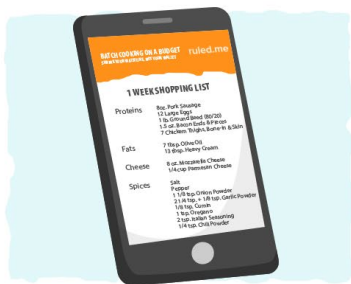 BATCH COOKING ON A BUDGET
ruled.me
1 WEEK SHOPPING LIST
Proteins
8oz. Pork Sausage
12 Large Eggs
1 lb. Ground Beef (80/20)
1.5 oz. Bacon Ends & Pieces
7 Chicken Thighs, Bone-In & Skin
Fats
7 tbsp. Olive Oil
13 tbsp. Heavy Cream
Cheese
8 oz. Mozzarella Cheese
1/4 cup Parmesan Cheese
Spices
Salt
Pepper
1 1/8 tsp. Onion Powder
2 1/4 tsp. + 1/8 tsp. Garlic Powder
1/8 tsp. Cumin
1 tsp. Oregano
2 tsp. Italian Seasoning
1/4 tsp. Chili Powder